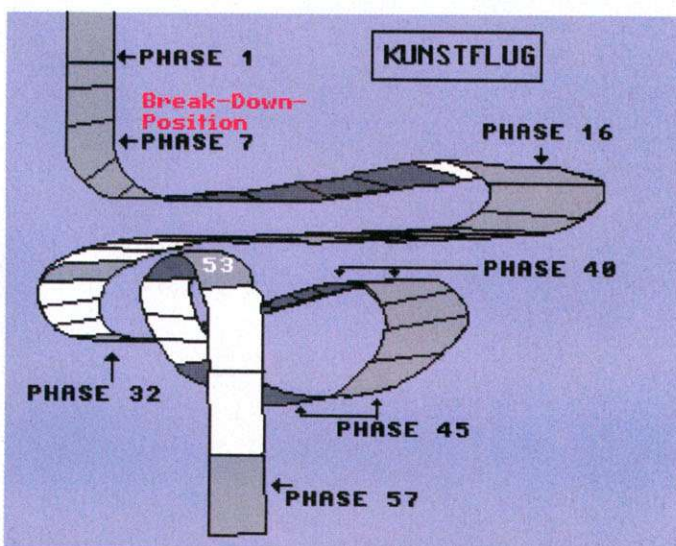 PHASE 1
KUNSTFLUG
Break-Down-
Position
PHASE 7
PHASE 16
53
PHASE 40
PHASE 32
PHASE 45
PHASE 57